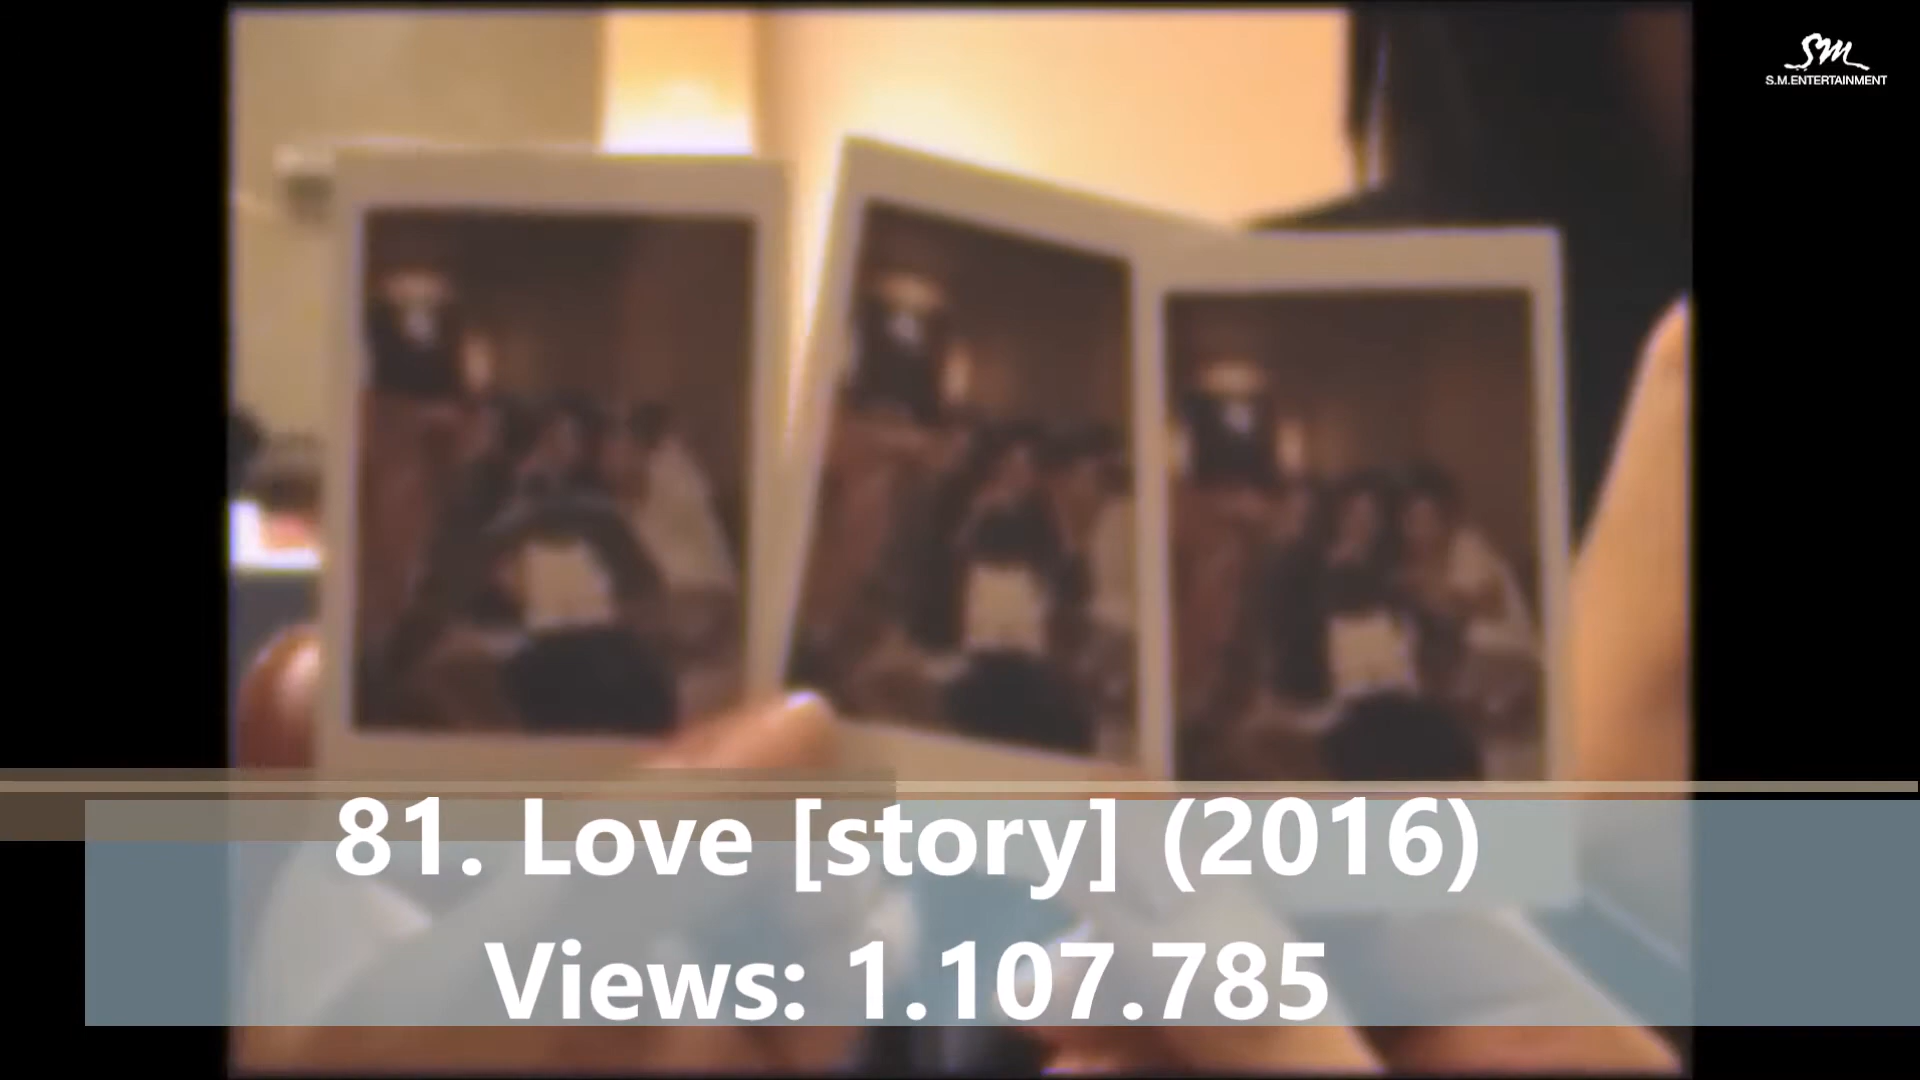 SM
S.M.ENTERTAINMENT
81. Love [story] (2016)
Views: 1.107.785